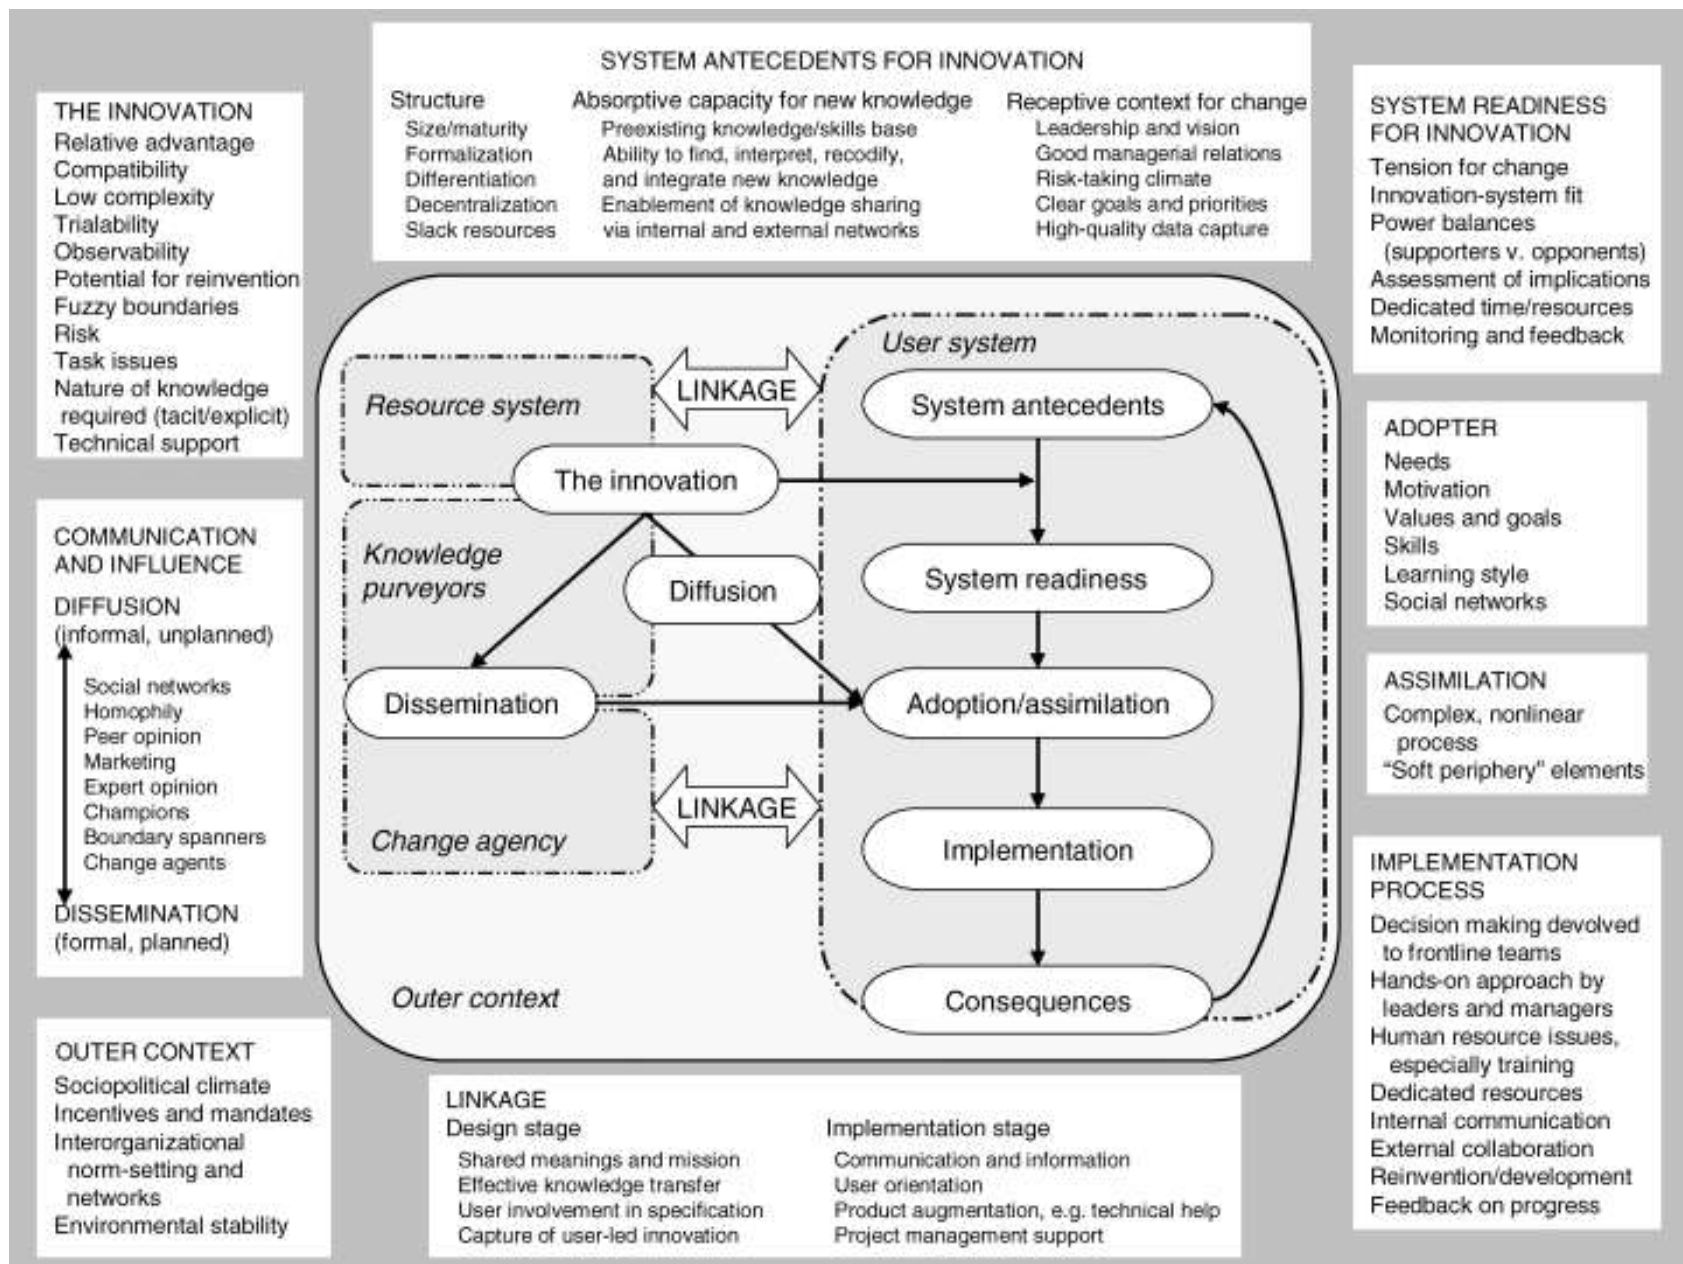 SYSTEM ANTECEDENTS FOR INNOVATION
Structure
Size/maturity
Formalization
Differentiation
Decentralization
Slack resources
Absorptive capacity for new knowledge
Preexisting knowledge/skills base
Ability to find, interpret, recodify,
and integrate new knowledge
Enablement of knowledge sharing
via internal and external networks
Receptive context for change
Leadership and vision
Good managerial relations
Risk-taking climate
Clear goals and priorities
High-quality data capture
THE INNOVATION
Relative advantage
Compatibility
Low complexity
Trialability
Observability
Potential for reinvention
Fuzzy boundaries
Risk
Task issues
Nature of knowledge
required (tacit/explicit)
Technical support
COMMUNICATION
AND INFLUENCE
DIFFUSION
(informal, unplanned)
Social networks
Homophily
Peer opinion
Marketing
Expert opinion
Champions
Boundary spanners
Change agents
DISSEMINATION
(formal, planned)
OUTER CONTEXT
Sociopolitical climate
Incentives and mandates
Interorganizational
norm-setting and
networks
Environmental stability
Resource system
LINKAGE
User system
System antecedents
The innovation
Knowledge
purveyors
Diffusion
System readiness
Dissemination
Adoption/assimilation
Change agency
LINKAGE
Implementation
Outer context
Consequences
SYSTEM READINESS
FOR INNOVATION
Tension for change
Innovation-system fit
Power balances
(supporters v. opponents)
Assessment of implications
Dedicated time/resources
Monitoring and feedback
ADOPTER
Needs
Motivation
Values and goals
Skills
Learning style
Social networks
ASSIMILATION
Complex, nonlinear
process
“Soft periphery” elements
IMPLEMENTATION
PROCESS
Decision making devolved
to frontline teams
Hands-on approach by
leaders and managers
Human resource issues,
especially training
Dedicated resources
Internal communication
External collaboration
Reinvention/development
Feedback on progress
LINKAGE
Design stage
Shared meanings and mission
Effective knowledge transfer
User involvement in specification
Capture of user-led innovation
Implementation stage
Communication and information
User orientation
Product augmentation, e.g. technical help
Project management support